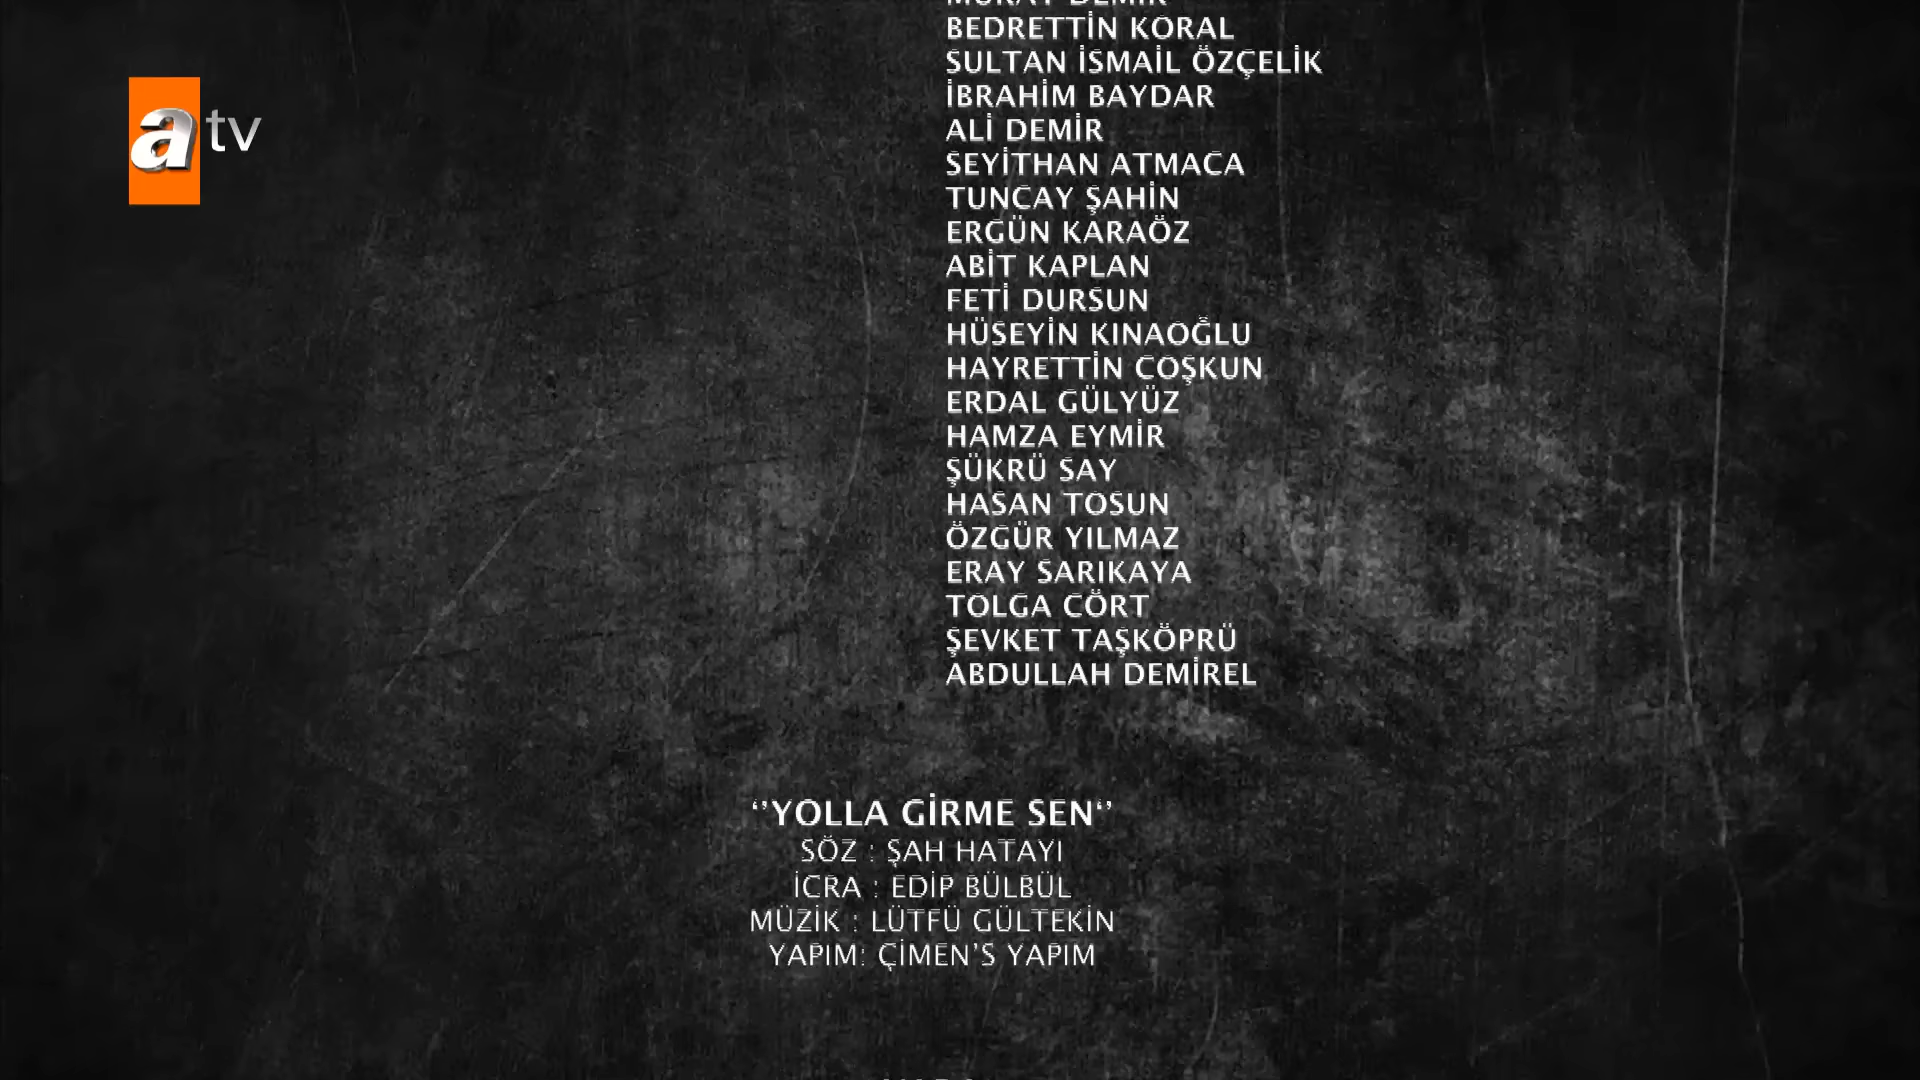 MURAT DEMİR
BEDRETTİN KORAL
SULTAN İSMAİL ÖZÇELİK
İBRAHİM BAYDAR
ALİ DEMİR
SEYİTHAN ATMACA
TUNCAY ŞAHİN
ERGÜN KARAÖZ
ABİT KAPLAN
FETİ DURSUN
HÜSEYİN KINAOĞLU
HAYRETTİN COŞKUN
ERDAL GÜLYÜZ
HAMZA EYMİR
ŞÜKRÜ SAY
HASAN TOSUN
ÖZGÜR YILMAZ
ERAY SARIKAYA
TOLGA CÖRT
ŞEVKET TAŞKÖPRÜ
ABDULLAH DEMİREL
atv
‘’YOLLA GİRME SEN‘’
SÖZ : ŞAH HATAYI
İCRA : EDİP BÜLBÜL
MÜZİK : LÜTFÜ GÜLTEKİN
YAPIM: ÇİMEN’S YAPIM